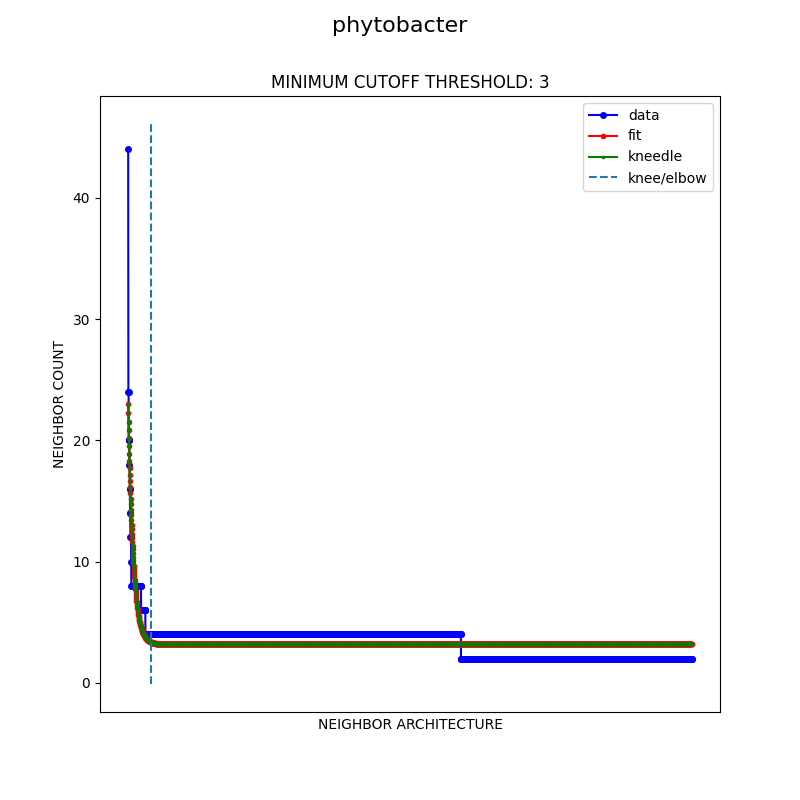 phytobacter
MINIMUM CUTOFF THRESHOLD: 3
data
fit
kneedle
knee/elbow
40
30
20
10
0
NEIGHBOR COUNT
NEIGHBOR ARCHITECTURE